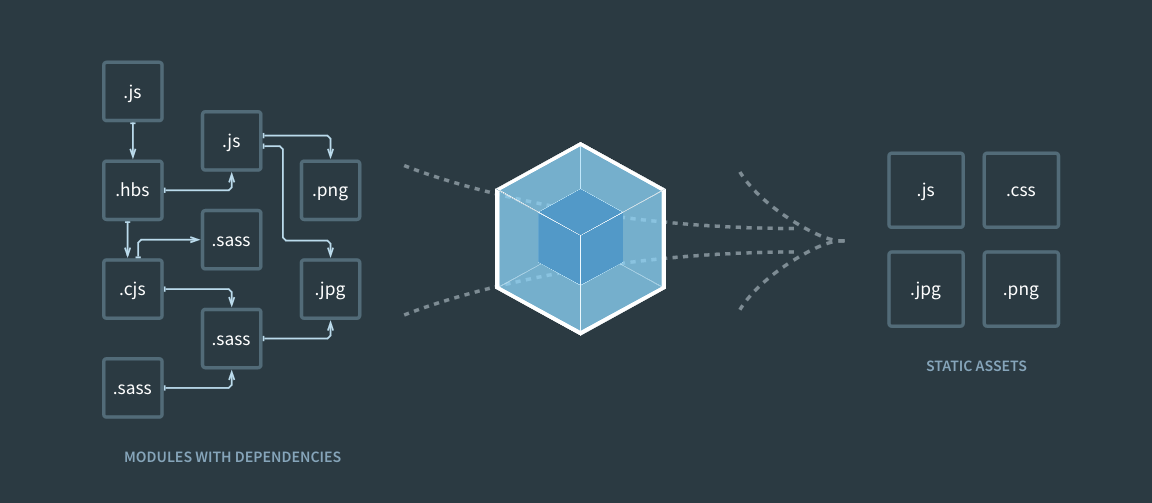 .js
.js
.hbs
.png
.sass
.cjs
.jpg
.sass
.sass
MODULES WITH DEPENDENCIES
.js
.css
.jpg
.png
STATIC ASSETS